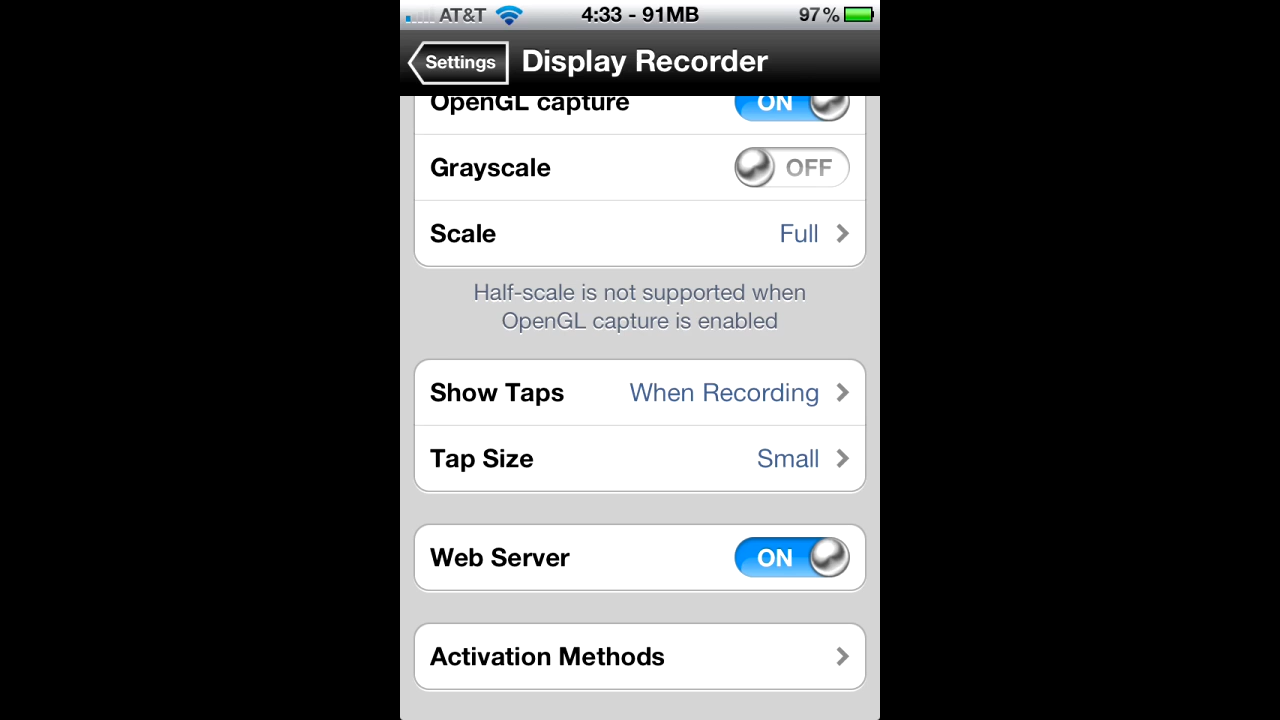 AT&T 4:33 - 91MB 97%
Settings Display Recorder
OpenGL capture ON
Grayscale OFF
Scale Full
Half-scale is not supported when
OpenGL capture is enabled
Show Taps When Recording
Tap Size Small
Web Server ON
Activation Methods